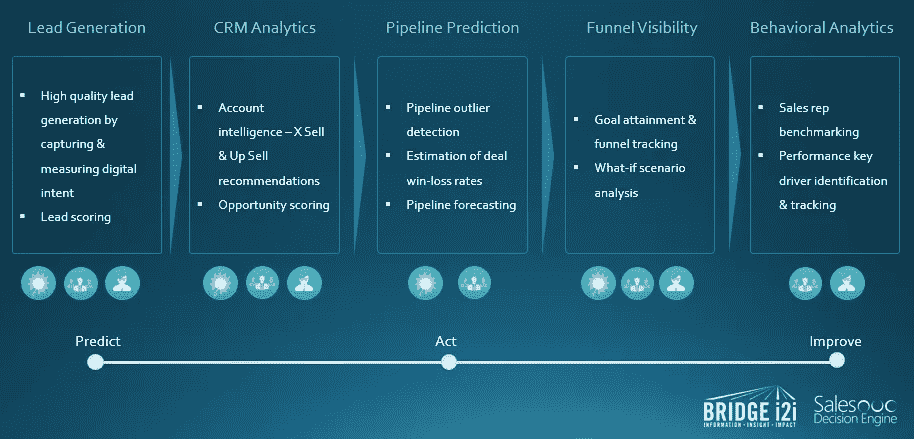 Lead Generation
CRM Analytics
Pipeline Prediction
Funnel Visibility
Behavioral Analytics
▪ High quality lead
generation by
capturing &
measuring digital
intent
▪ Lead scoring
▪ Account
intelligence – X Sell
& Up Sell
recommendations
▪ Opportunity scoring
▪ Pipeline outlier
detection
▪ Estimation of deal
win-loss rates
▪ Pipeline forecasting
▪ Goal attainment &
funnel tracking
▪ What-if scenario
analysis
▪ Sales rep
benchmarking
▪ Performance key
driver identification
& tracking
Predict
Act
Improve
BRIDGE i2i
INFORMATION • INSIGHT • IMPACT
Decision Engine